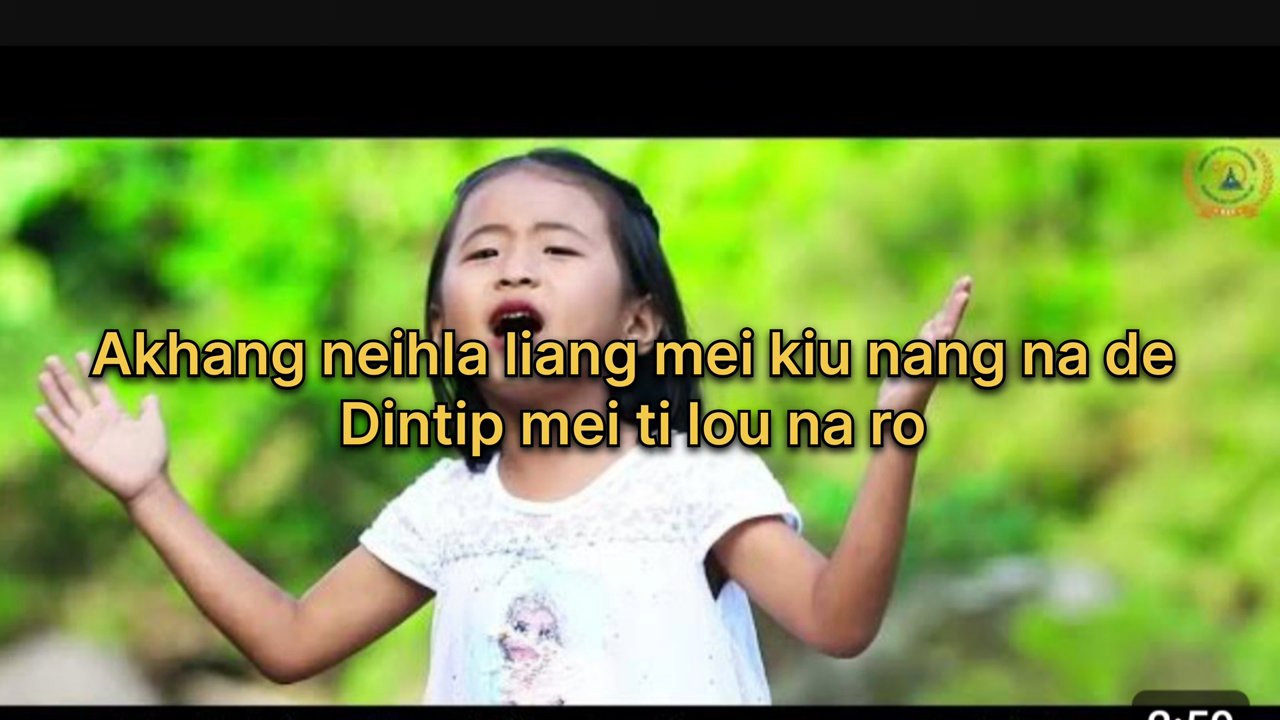 Akhang neihla liang mei kiu nang na de
Dintip mei ti lou na ro